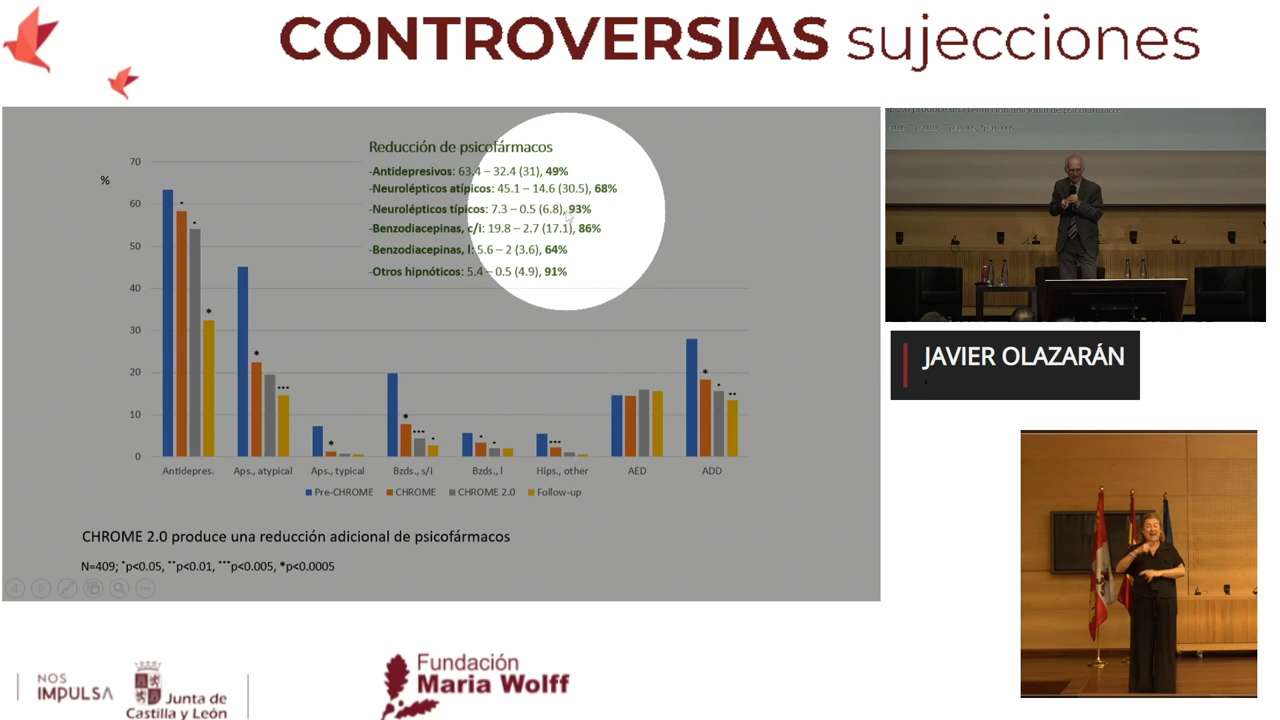 CONTROVERSIAS sujecciones
Reducción de psicofármacos
-Antidepresivos: 63.4 – 32.4 (31), 49%
-Neurolépticos atípicos: 45.1 – 14.6 (30.5), 68%
-Neurolépticos típicos: 7.3 – 0.5 (6.8), 93%
-Benzodiacepinas, c/i: 19.8 – 2.7 (17.1), 86%
-Benzodiacepinas, l: 5.6 – 2 (3.6), 64%
-Otros hipnóticos: 5.4 – 0.5 (4.9), 91%
%
70
60
50
40
30
20
10
0
Antidepres. Aps., atypical Aps., typical Bzds., s/i Bzds., l Hips., other AED ADD
Pre-CHROME CHROME CHROME 2.0 Follow-up
CHROME 2.0 produce una reducción adicional de psicofármacos
N=409; *p<0.05, **p<0.01, ***p<0.005, *p<0.0005
JAVIER OLAZARÁN
NOS
IMPULSA
Junta de
Castilla y León
Fundación
Maria Wolff